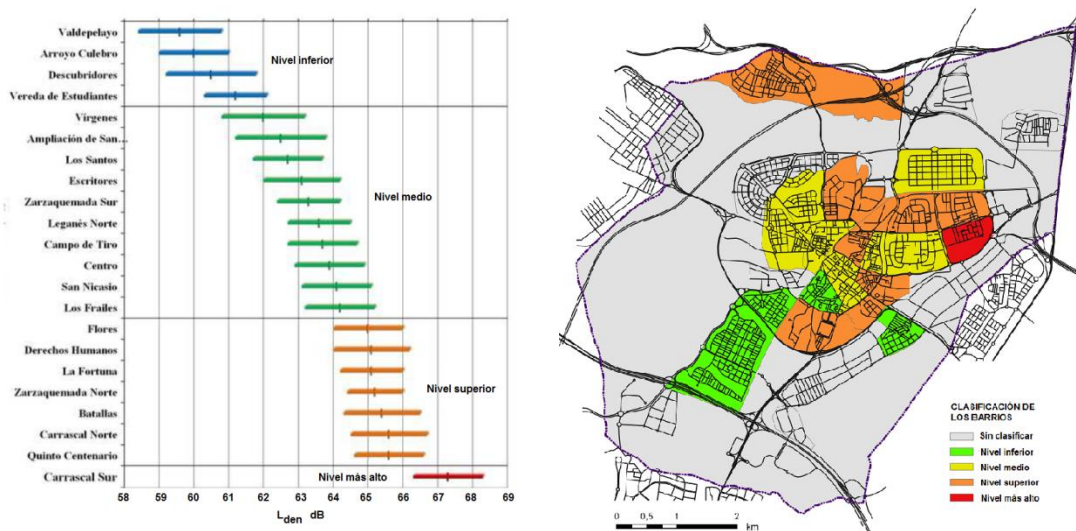 Valdepelayo
Arroyo Culebro
Descubridores
Vereda de Estudiantes
Nivel inferior
Vírgenes
Ampliación de San...
Los Santos
Escritores
Zarzaquemada Sur
Leganés Norte
Campo de Tiro
Centro
San Nicasio
Los Frailes
Nivel medio
Flores
Derechos Humanos
La Fortuna
Zarzaquemada Norte
Batallas
Carrascal Norte
Quinto Centenario
Nivel superior
Carrascal Sur
Nivel más alto
58 59 60 61 62 63 64 65 66 67 68 69
Lden dB
CLASIFICACIÓN DE
LOS BARRIOS
Sin clasificar
Nivel inferior
Nivel medio
Nivel superior
Nivel más alto
0 0,5 1 2
km